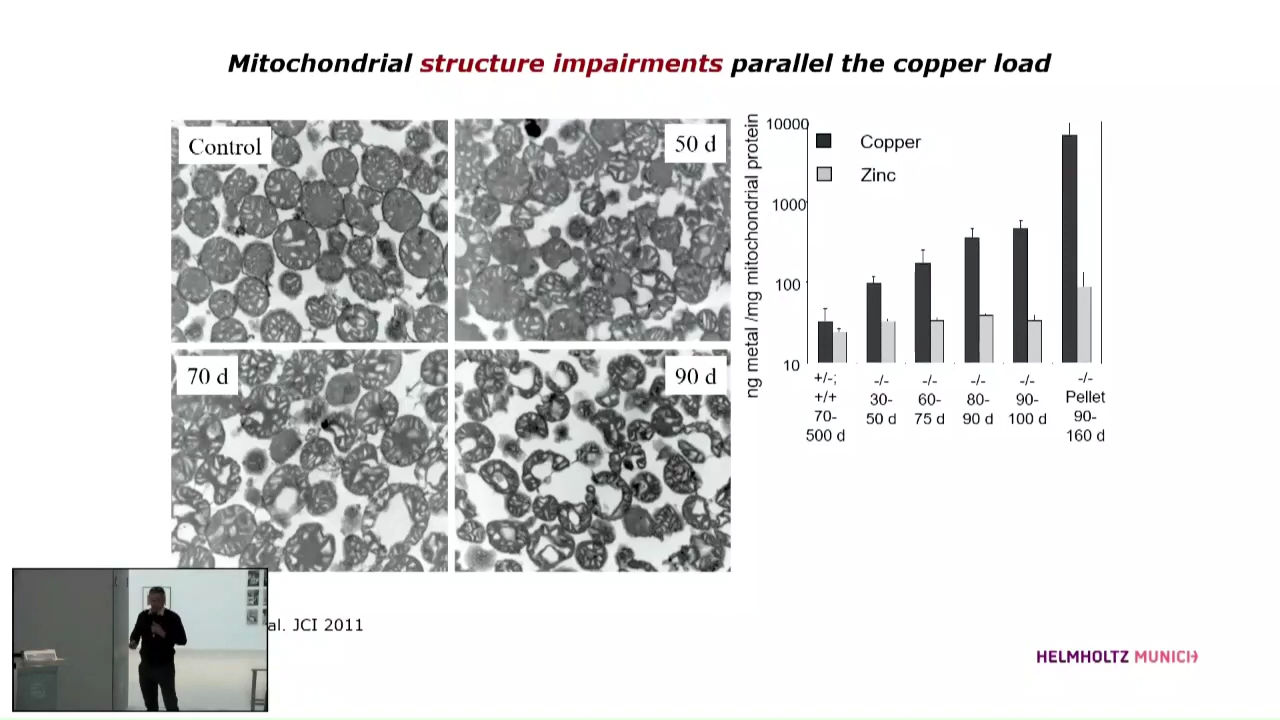 Mitochondrial structure impairments parallel the copper load
Control
50 d
70 d
90 d
ng metal /mg mitochondrial protein
10000
1000
100
10
Copper
Zinc
+/-;
+/+
70-
500 d
-/-
30-
50 d
-/-
60-
75 d
-/-
80-
90 d
-/-
90-
100 d
-/-
Pellet
90-
160 d
al. JCI 2011
HELMHOLTZ MUNICH